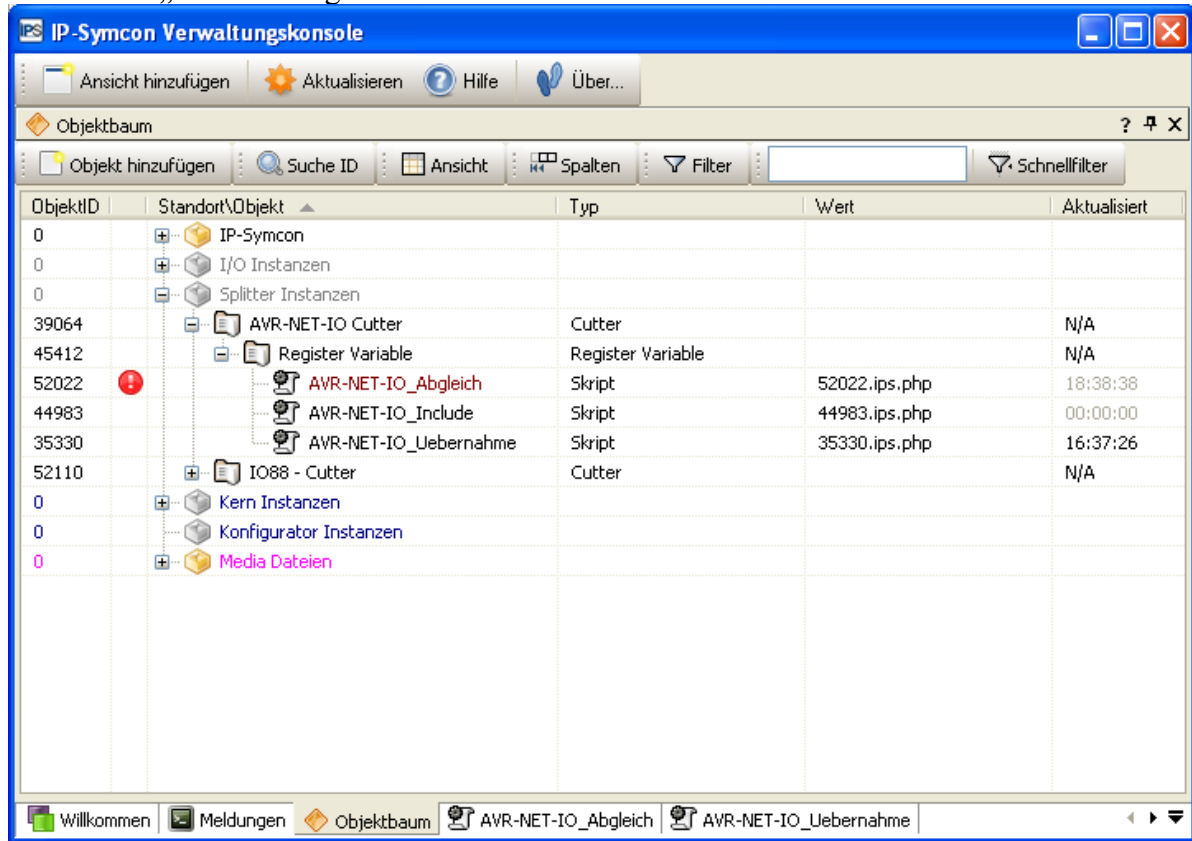 IP-Symcon Verwaltungskonsole
Ansicht hinzufügen Aktualisieren Hilfe Über...
Objektbaum
Objekt hinzufügen Suche ID Ansicht Spalten Filter Schnellfilter
ObjektID Standort\Objekt Typ Wert Aktualisiert
0 IP-Symcon
0 I/O Instanzen
0 Splitter Instanzen
39064 AVR-NET-IO Cutter Cutter N/A
45412 Register Variable Register Variable N/A
52022 AVR-NET-IO_Abgleich Skript 52022.ips.php 18:38:38
44983 AVR-NET-IO_Include Skript 44983.ips.php 00:00:00
35330 AVR-NET-IO_Uebernahme Skript 35330.ips.php 16:37:26
52110 IO88 - Cutter Cutter N/A
0 Kern Instanzen
0 Konfigurator Instanzen
0 Media Dateien
Willkommen Meldungen Objektbaum AVR-NET-IO_Abgleich AVR-NET-IO_Uebernahme